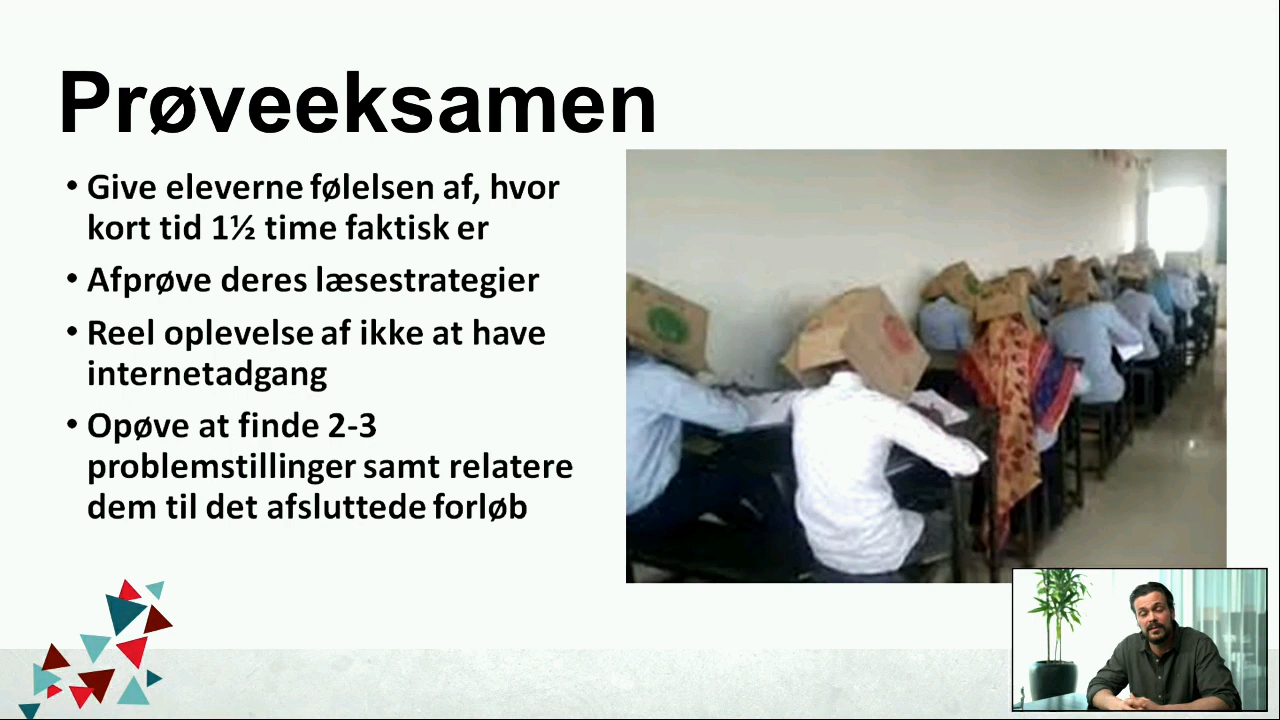 Prøveeksamen
• Give eleverne følelsen af, hvor
kort tid 1½ time faktisk er
• Afprøve deres læsestrategier
• Reel oplevelse af ikke at have
internetadgang
• Opøve at finde 2-3
problemstillinger samt relatere
dem til det afsluttede forløb